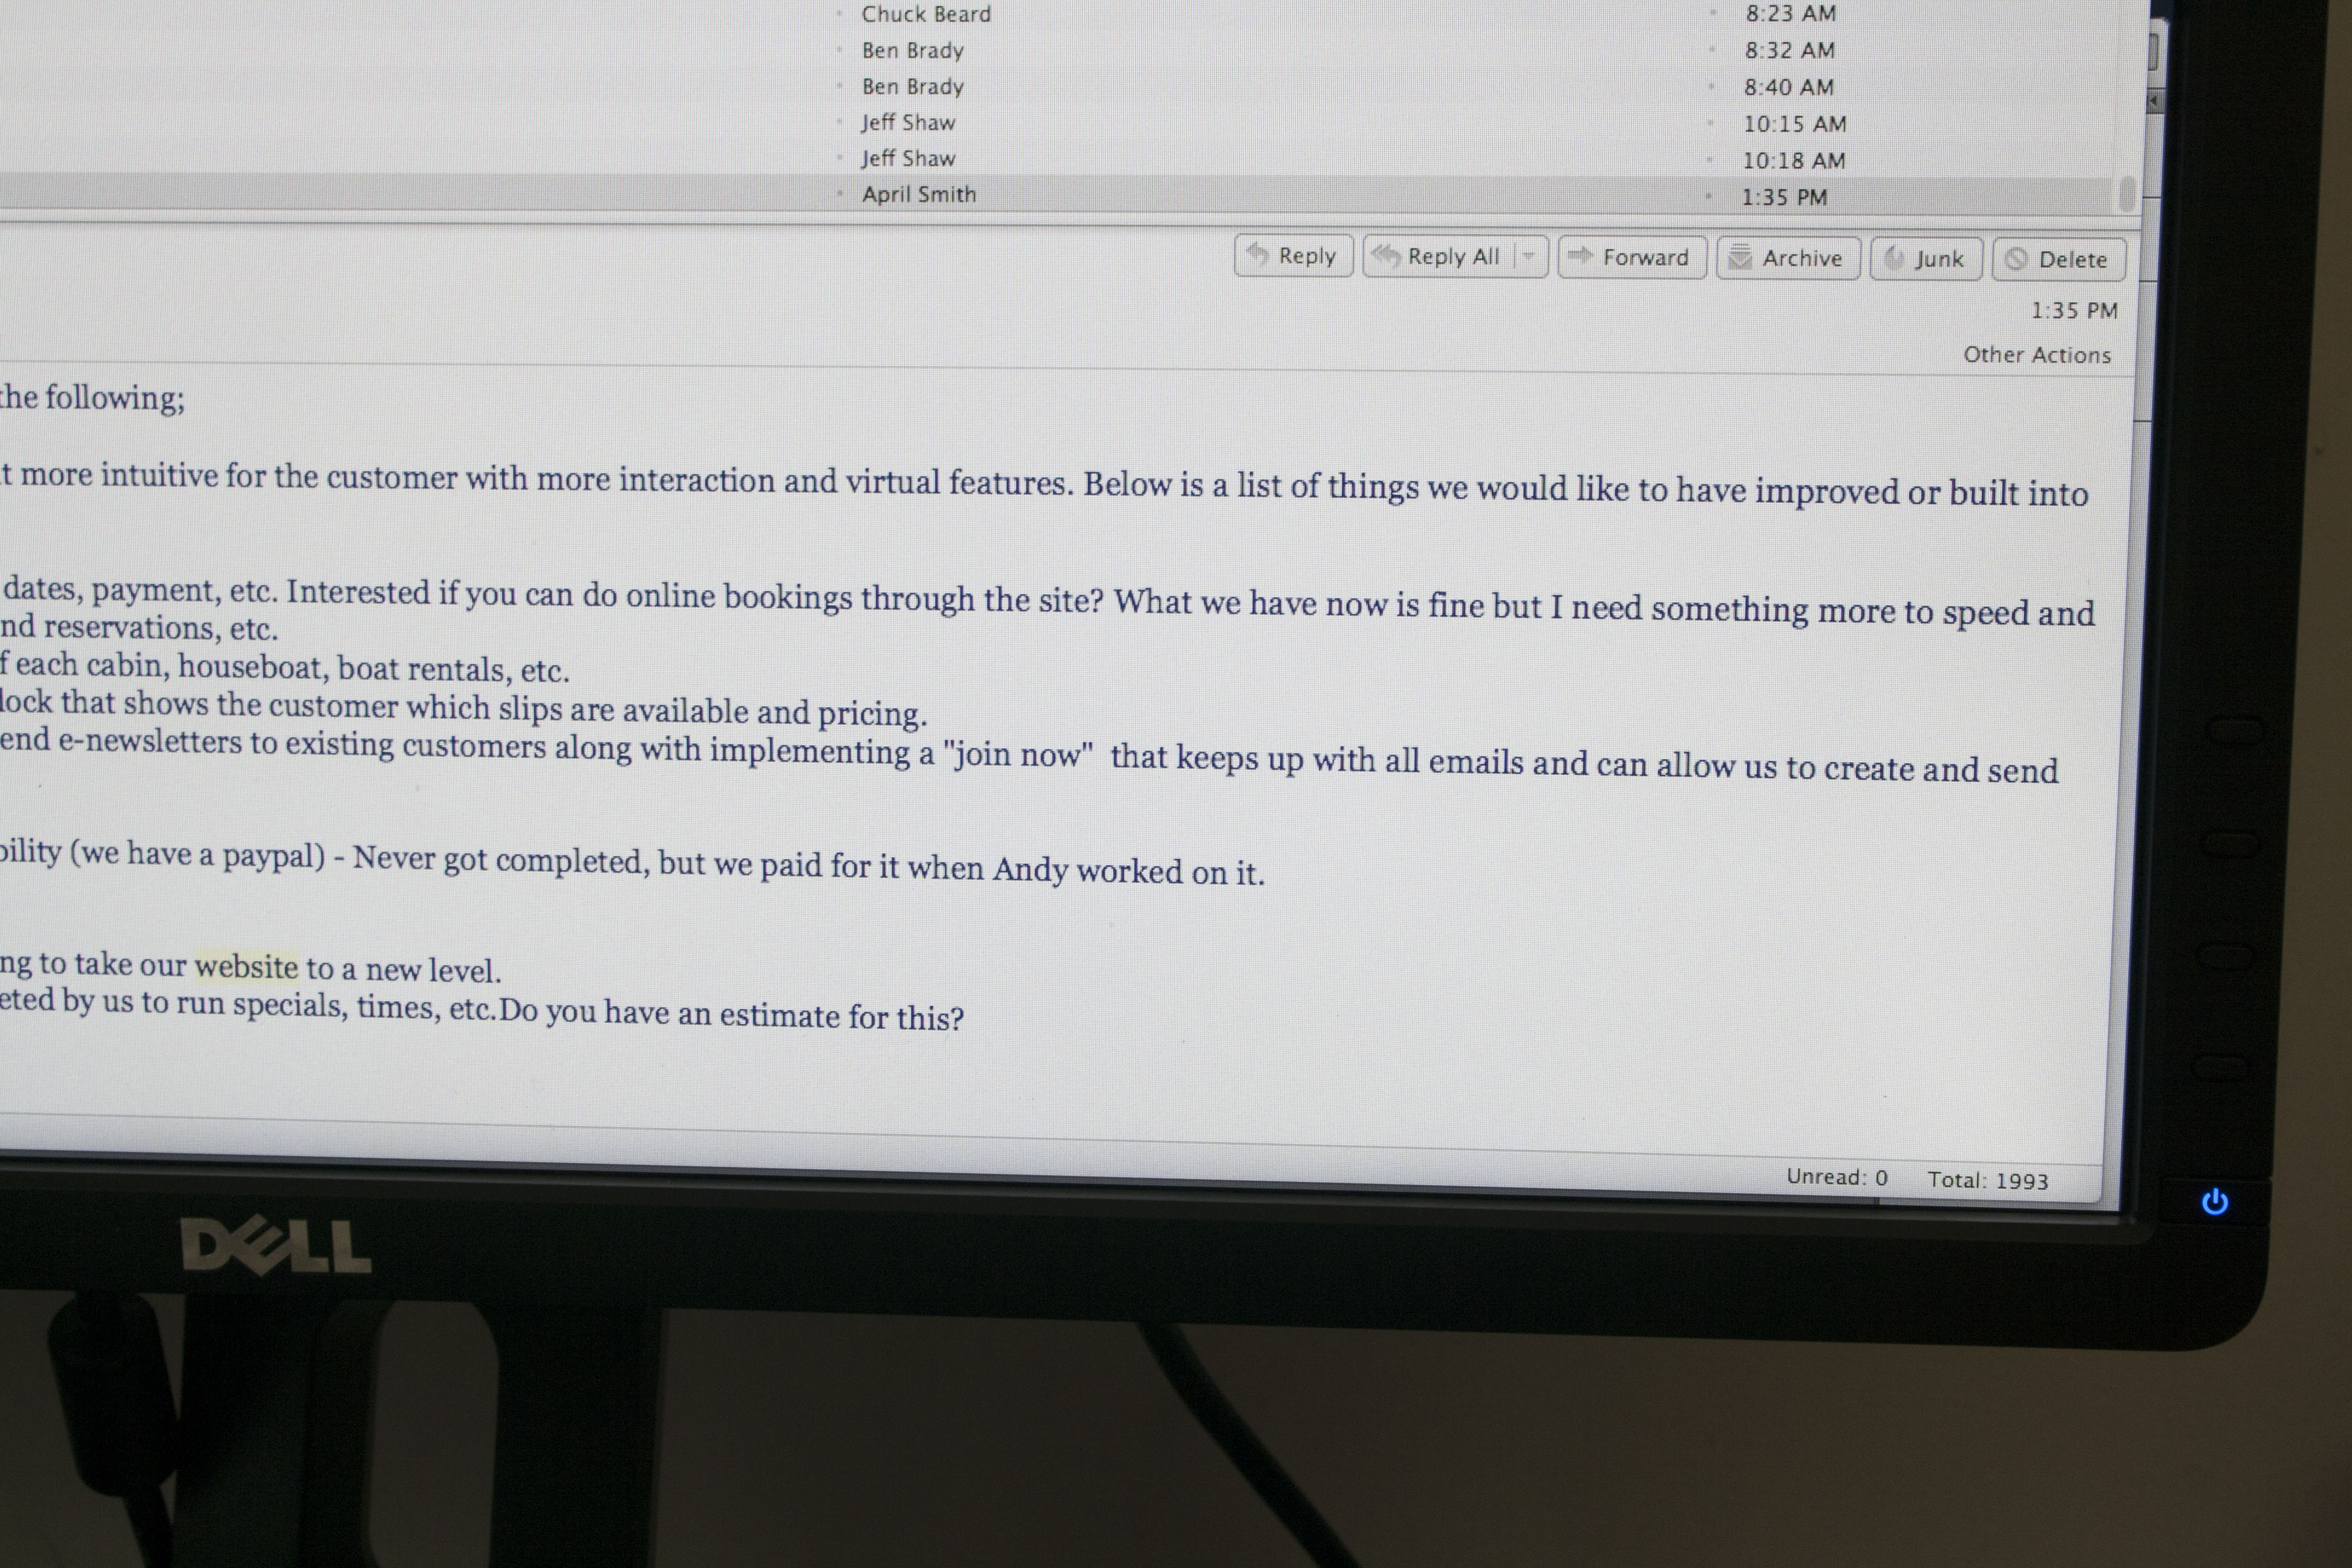 Chuck Beard 8:23 AM
Ben Brady 8:32 AM
Ben Brady 8:40 AM
Jeff Shaw 10:15 AM
Jeff Shaw 10:18 AM
April Smith 1:35 PM
Reply Reply All Forward Archive Junk Delete
1:35 PM
Other Actions
the following;
t more intuitive for the customer with more interaction and virtual features. Below is a list of things we would like to have improved or built into
dates, payment, etc. Interested if you can do online bookings through the site? What we have now is fine but I need something more to speed and
nd reservations, etc.
f each cabin, houseboat, boat rentals, etc.
lock that shows the customer which slips are available and pricing.
end e-newsletters to existing customers along with implementing a "join now" that keeps up with all emails and can allow us to create and send
bility (we have a paypal) - Never got completed, but we paid for it when Andy worked on it.
ng to take our website to a new level.
eted by us to run specials, times, etc.Do you have an estimate for this?
Unread: 0 Total: 1993
DELL